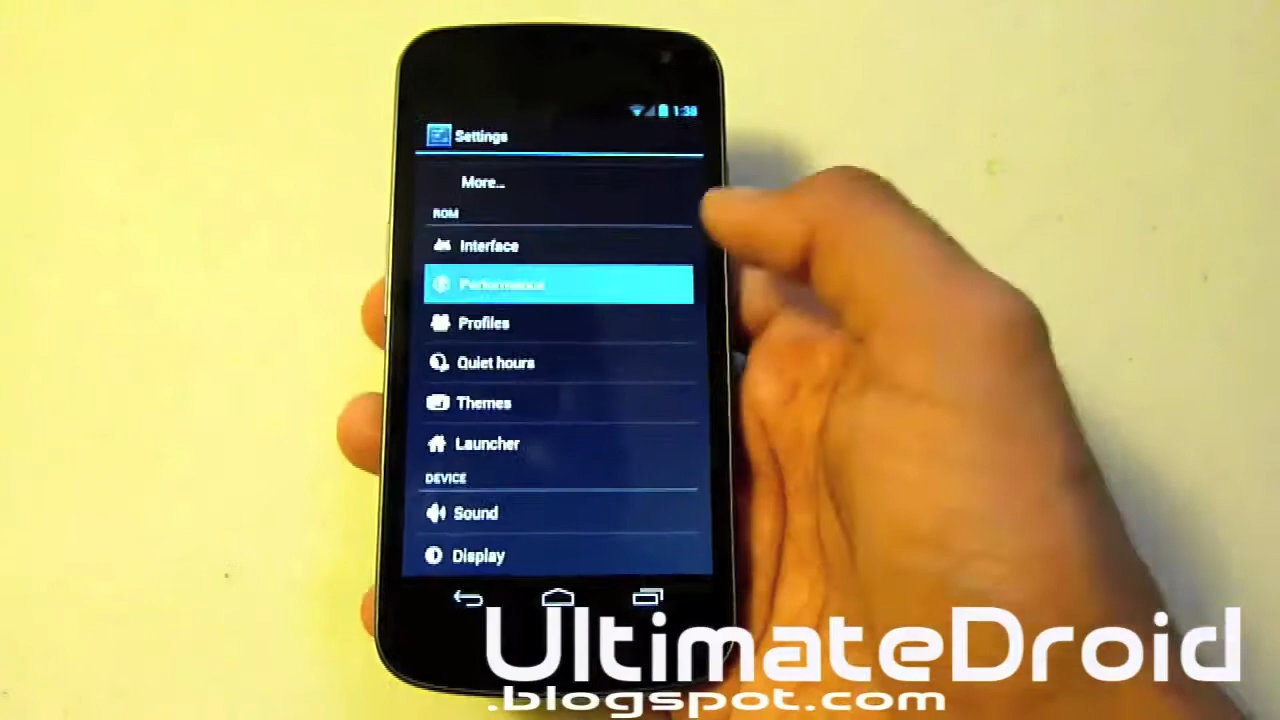 1:38
Settings
More...
ROM
Interface
Performance
Profiles
Quiet hours
Themes
Launcher
DEVICE
Sound
Display
UltimateDroid
.blogspot.com